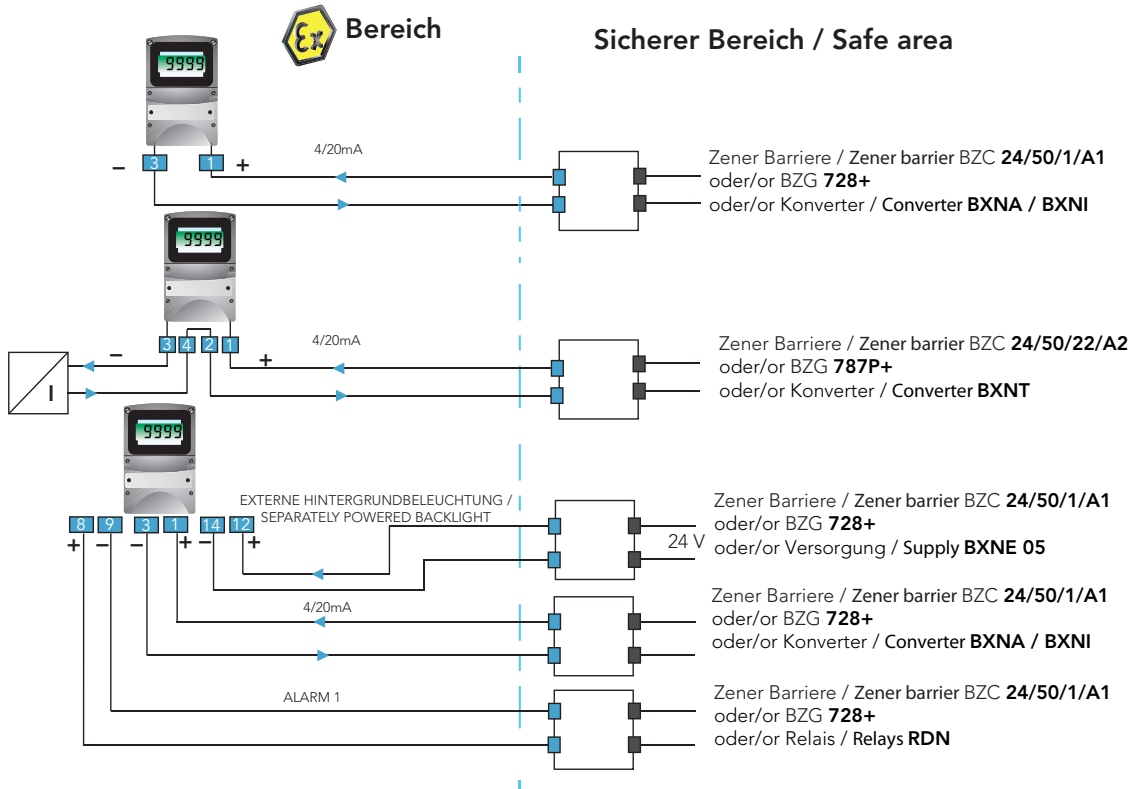 Ex Bereich
Sicherer Bereich / Safe area
9999
− 3 1 +
4/20mA
Zener Barriere / Zener barrier BZC 24/50/1/A1
oder/or BZG 728+
oder/or Konverter / Converter BXNA / BXNI
9999
3 4 2 1
− +
4/20mA
I
Zener Barriere / Zener barrier BZC 24/50/22/A2
oder/or BZG 787P+
oder/or Konverter / Converter BXNT
9999
EXTERNE HINTERGRUNDBELEUCHTUNG /
SEPARATELY POWERED BACKLIGHT
8 9 3 1 14 12
+ − − + − +
24 V
Zener Barriere / Zener barrier BZC 24/50/1/A1
oder/or BZG 728+
oder/or Versorgung / Supply BXNE 05
4/20mA
Zener Barriere / Zener barrier BZC 24/50/1/A1
oder/or BZG 728+
oder/or Konverter / Converter BXNA / BXNI
ALARM 1
Zener Barriere / Zener barrier BZC 24/50/1/A1
oder/or BZG 728+
oder/or Relais / Relays RDN